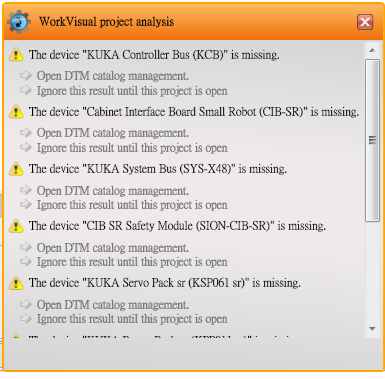 WorkVisual project analysis
The device "KUKA Controller Bus (KCB)" is missing.
Open DTM catalog management.
Ignore this result until this project is open
The device "Cabinet Interface Board Small Robot (CIB-SR)" is missing.
Open DTM catalog management.
Ignore this result until this project is open
The device "KUKA System Bus (SYS-X48)" is missing.
Open DTM catalog management.
Ignore this result until this project is open
The device "CIB SR Safety Module (SION-CIB-SR)" is missing.
Open DTM catalog management.
Ignore this result until this project is open
The device "KUKA Servo Pack sr (KSP061 sr)" is missing.
Open DTM catalog management.
Ignore this result until this project is open